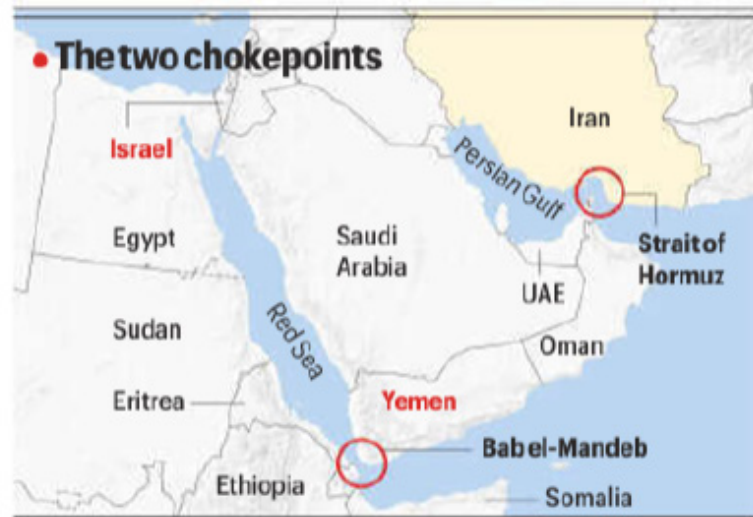 The two chokepoints
Iran
Israel
Persian Gulf
Egypt
Saudi
Arabia
Strait of
Hormuz
UAE
Sudan
Red Sea
Oman
Eritrea
Yemen
Bab el-Mandeb
Ethiopia
Somalia